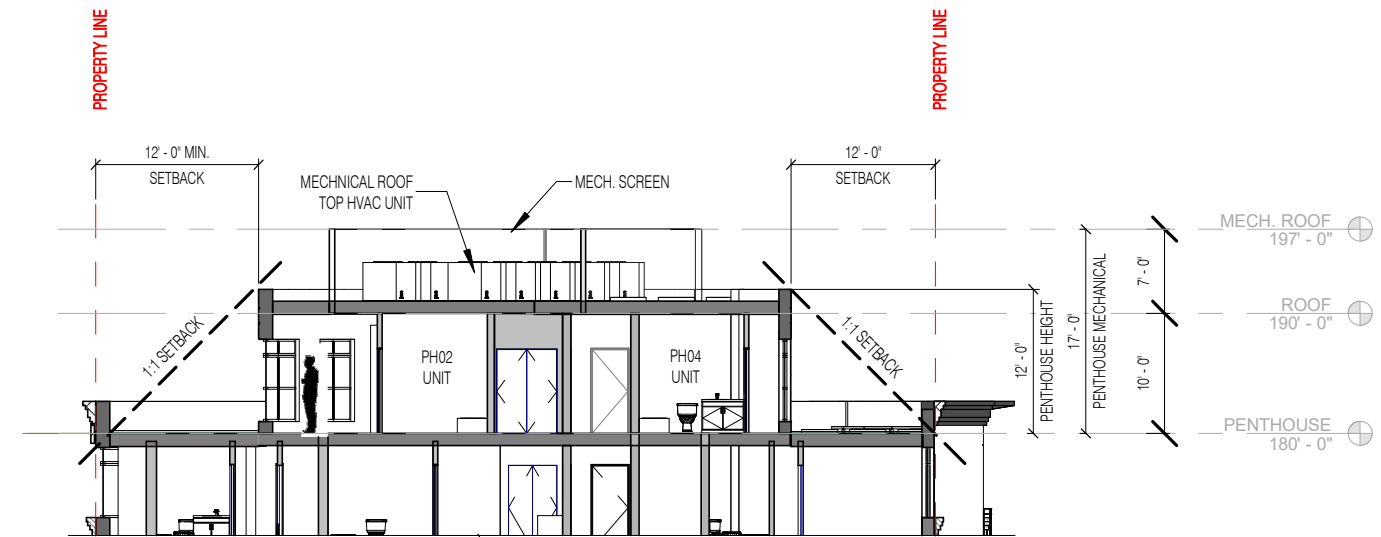 PROPERTY LINE
PROPERTY LINE
12' - 0" MIN.
SETBACK
12' - 0"
SETBACK
MECHNICAL ROOF
TOP HVAC UNIT
MECH. SCREEN
MECH. ROOF
197' - 0"
1:1 SETBACK
1:1 SETBACK
PH02
UNIT
PH04
UNIT
12' - 0"
PENTHOUSE HEIGHT
17' - 0"
PENTHOUSE MECHANICAL
7' - 0"
10' - 0"
ROOF
190' - 0"
PENTHOUSE
180' - 0"